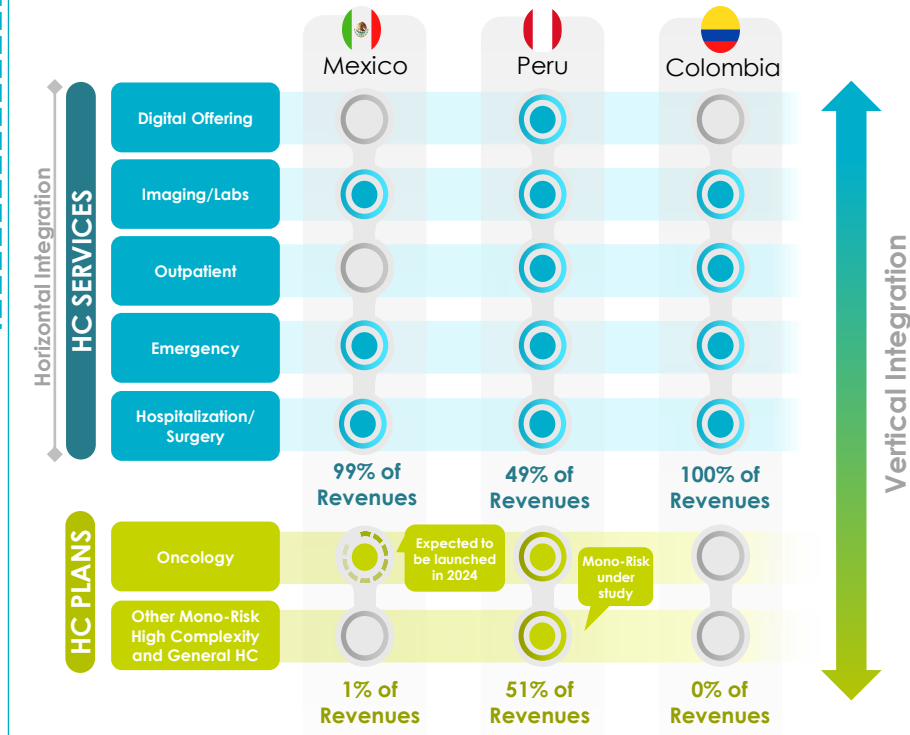 Mexico
Peru
Colombia
Horizontal Integration
HC SERVICES
Digital Offering
Imaging/Labs
Outpatient
Emergency
Hospitalization/
Surgery
99% of
Revenues
49% of
Revenues
100% of
Revenues
HC PLANS
Oncology
Expected to
be launched
in 2024
Mono-Risk
under
study
Other Mono-Risk
High Complexity
and General HC
1% of
Revenues
51% of
Revenues
0% of
Revenues
Vertical Integration